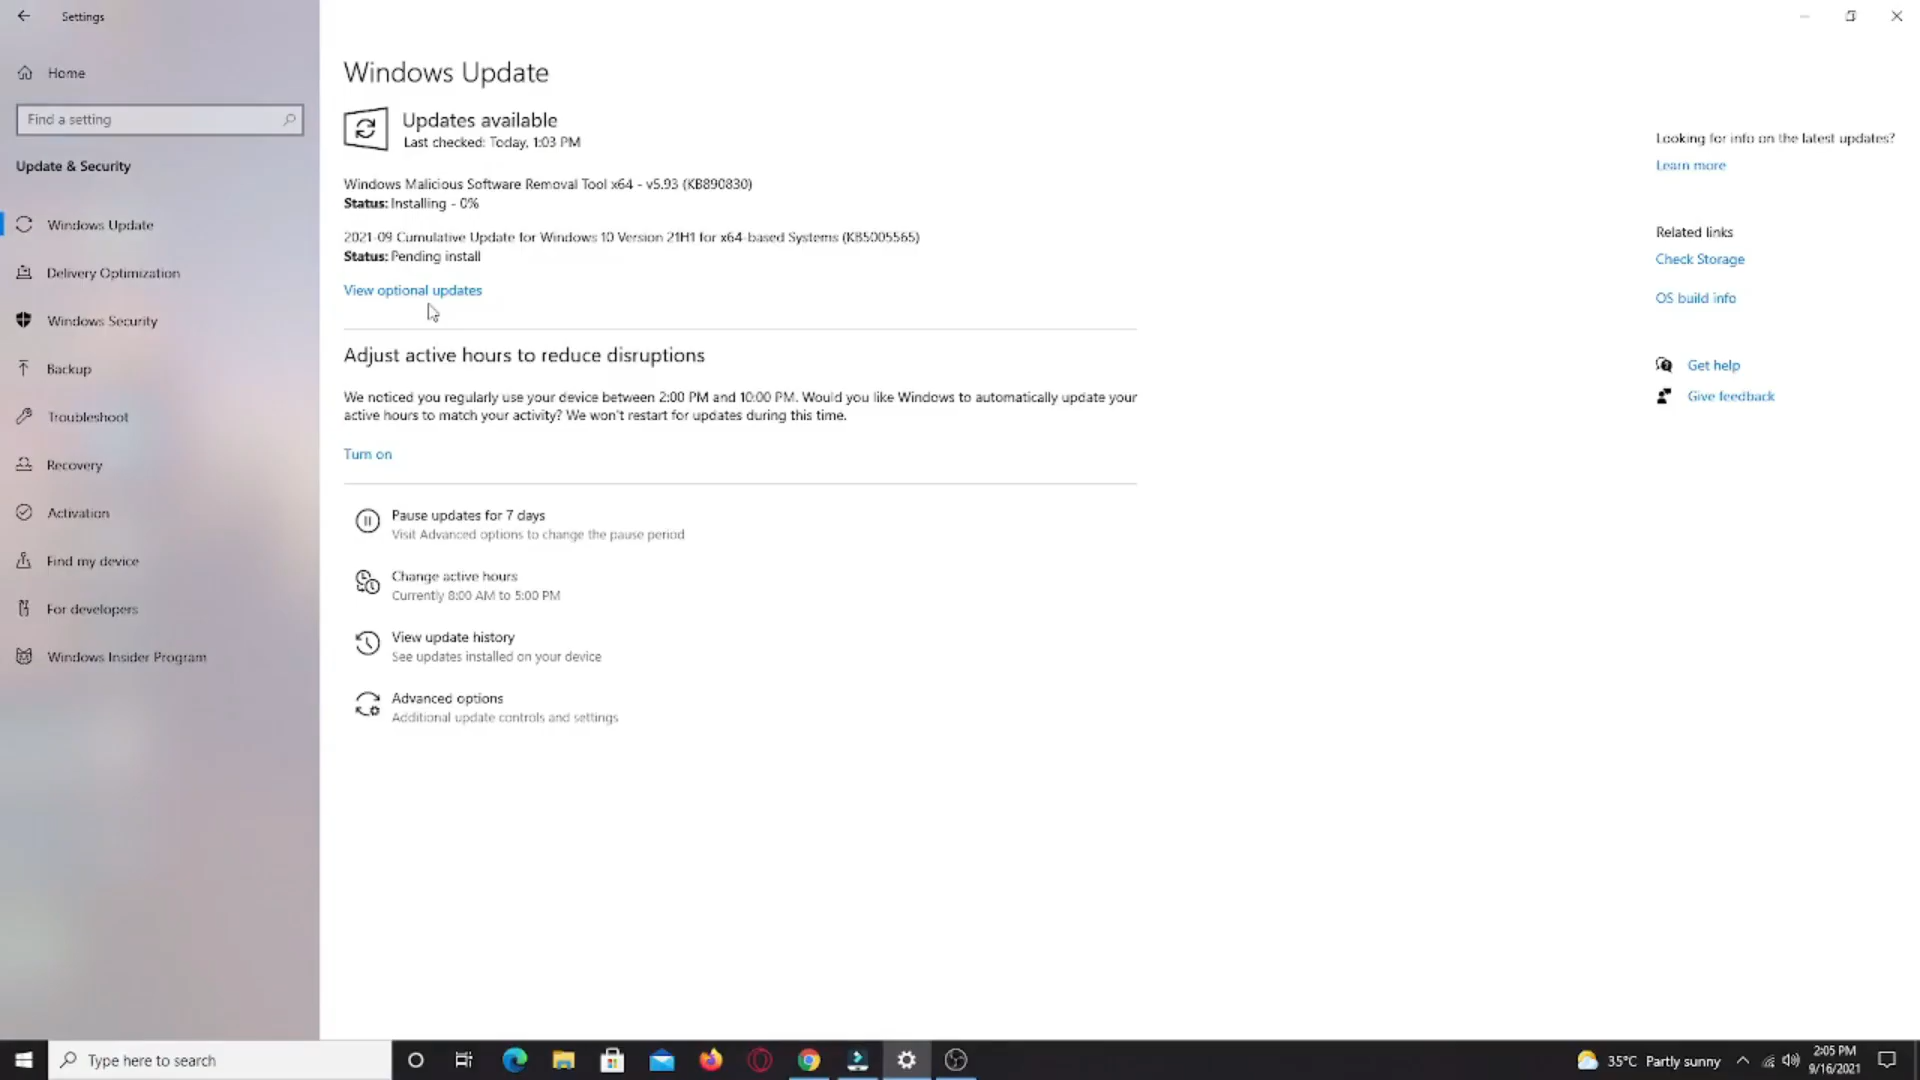 Settings
Home
Find a setting
Update & Security
Windows Update
Delivery Optimization
Windows Security
Backup
Troubleshoot
Recovery
Activation
Find my device
For developers
Windows Insider Program
Windows Update
Updates available
Last checked: Today, 1:03 PM
Windows Malicious Software Removal Tool x64 - v5.93 (KB890830)
Status: Installing - 0%
2021-09 Cumulative Update for Windows 10 Version 21H1 for x64-based Systems (KB5005565)
Status: Pending install
View optional updates
Adjust active hours to reduce disruptions
We noticed you regularly use your device between 2:00 PM and 10:00 PM. Would you like Windows to automatically update your
active hours to match your activity? We won't restart for updates during this time.
Turn on
Pause updates for 7 days
Visit Advanced options to change the pause period
Change active hours
Currently 8:00 AM to 5:00 PM
View update history
See updates installed on your device
Advanced options
Additional update controls and settings
Looking for info on the latest updates?
Learn more
Related links
Check Storage
OS build info
Get help
Give feedback
Type here to search
35°C Partly sunny
2:05 PM
9/16/2021